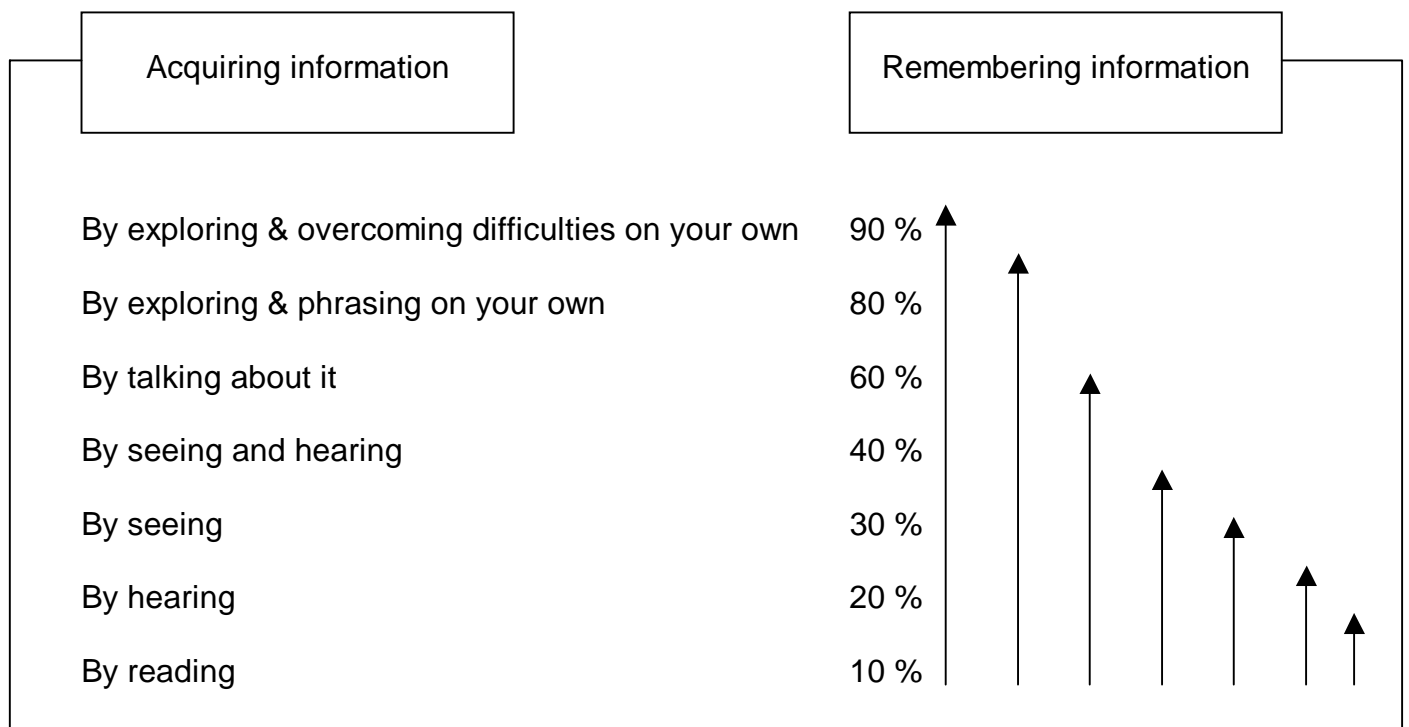 Acquiring information
Remembering information
By exploring & overcoming difficulties on your own 90 %
By exploring & phrasing on your own 80 %
By talking about it 60 %
By seeing and hearing 40 %
By seeing 30 %
By hearing 20 %
By reading 10 %